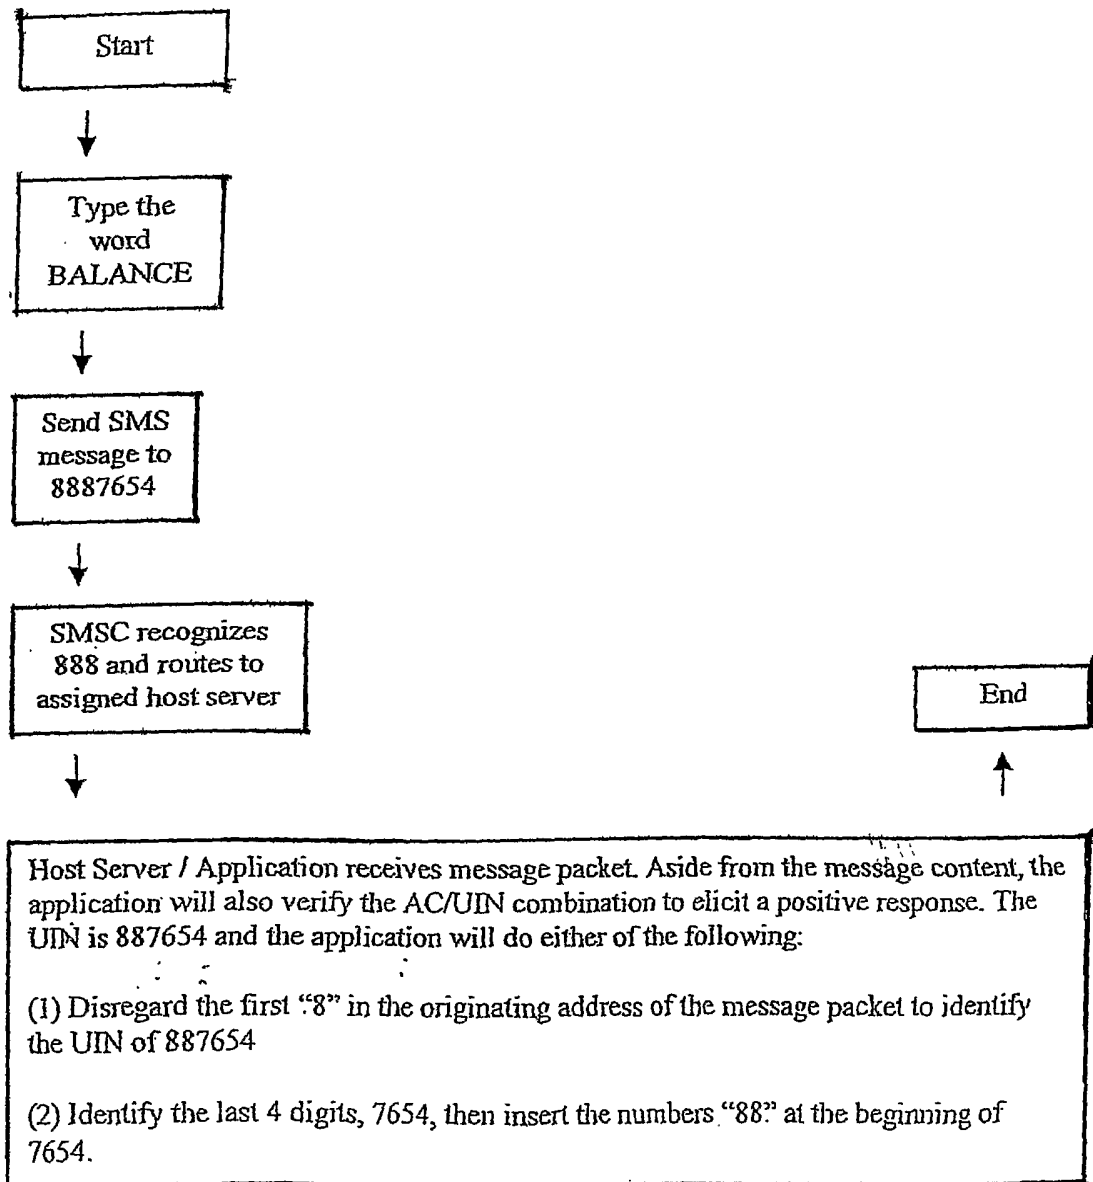 Start
Type the
word
BALANCE
Send SMS
message to
8887654
SMSC recognizes
888 and routes to
assigned host server
End
Host Server / Application receives message packet. Aside from the message content, the
application will also verify the AC/UIN combination to elicit a positive response. The
UIN is 887654 and the application will do either of the following:
(1) Disregard the first “8” in the originating address of the message packet to identify
the UIN of 887654
(2) Identify the last 4 digits, 7654, then insert the numbers “88” at the beginning of
7654.